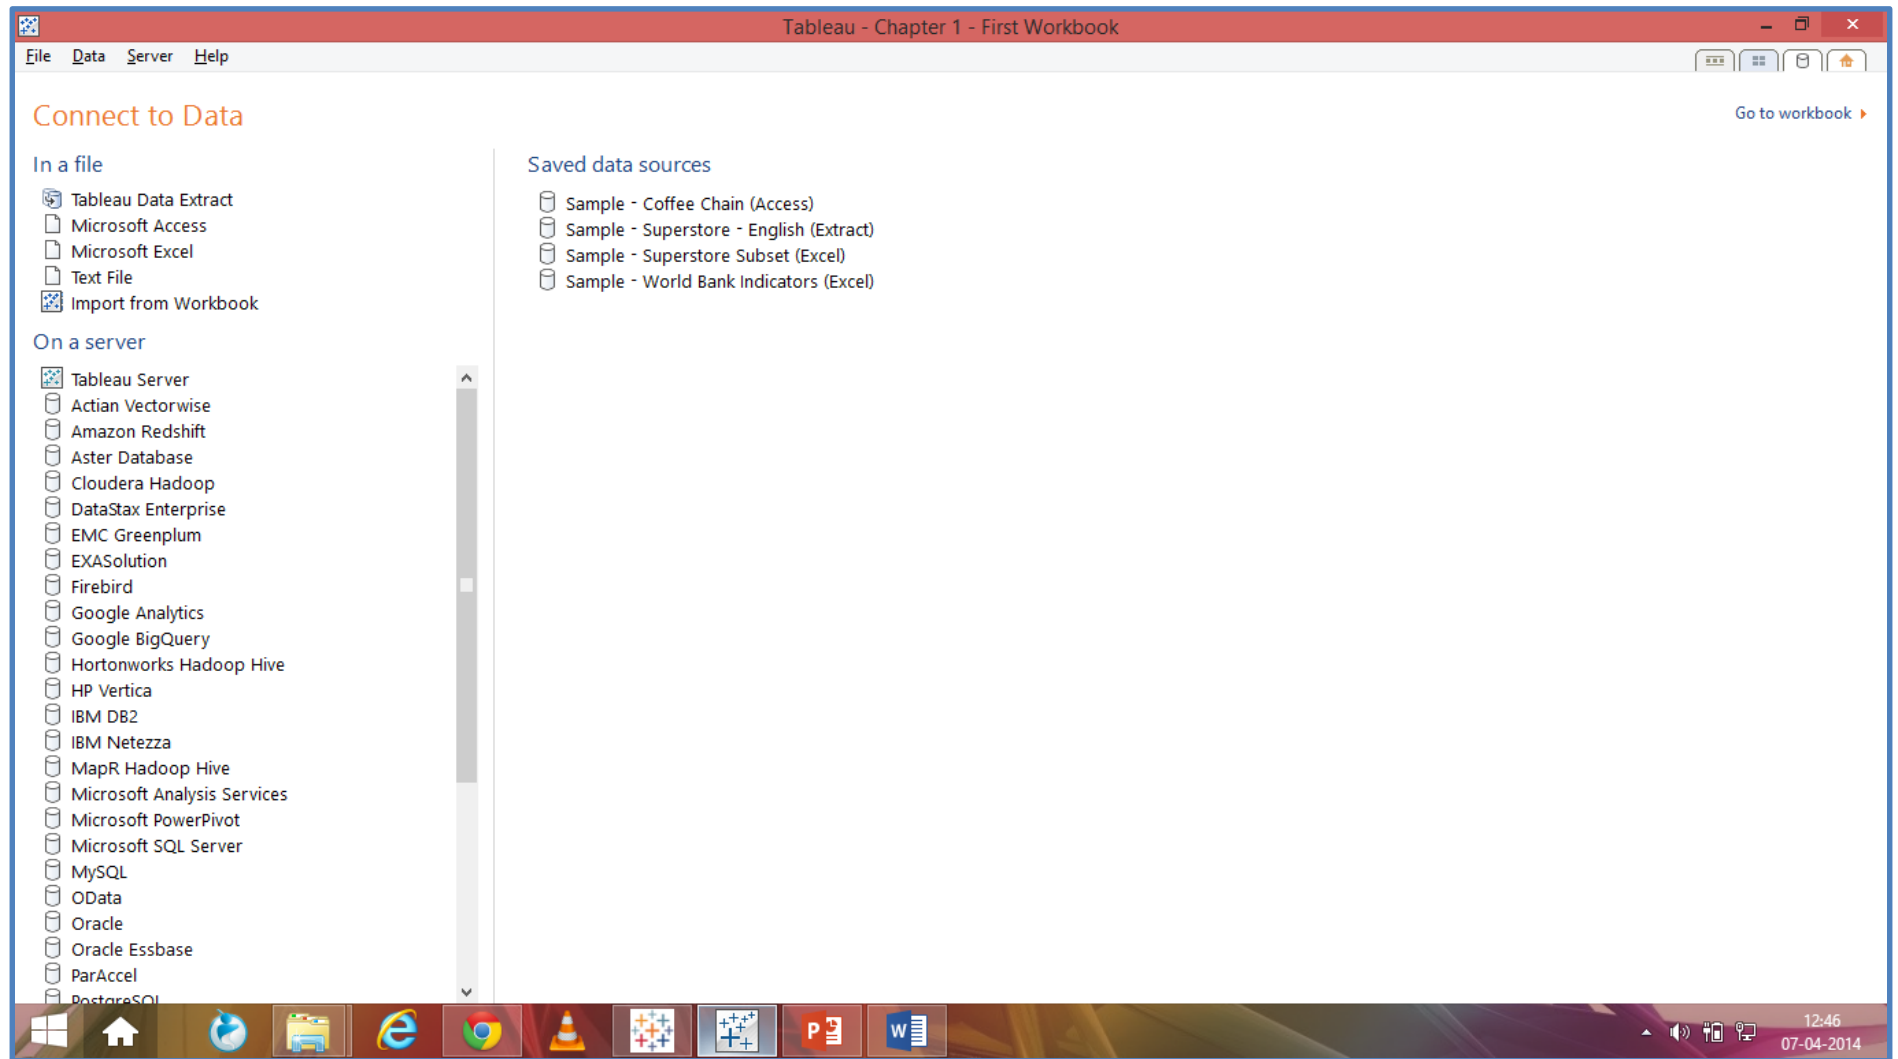 Tableau - Chapter 1 - First Workbook
File Data Server Help
Connect to Data
Go to workbook
In a file
Tableau Data Extract
Microsoft Access
Microsoft Excel
Text File
Import from Workbook
On a server
Tableau Server
Actian Vectorwise
Amazon Redshift
Aster Database
Cloudera Hadoop
DataStax Enterprise
EMC Greenplum
EXASolution
Firebird
Google Analytics
Google BigQuery
Hortonworks Hadoop Hive
HP Vertica
IBM DB2
IBM Netezza
MapR Hadoop Hive
Microsoft Analysis Services
Microsoft PowerPivot
Microsoft SQL Server
MySQL
OData
Oracle
Oracle Essbase
ParAccel
PostgreSQL
Saved data sources
Sample - Coffee Chain (Access)
Sample - Superstore - English (Extract)
Sample - Superstore Subset (Excel)
Sample - World Bank Indicators (Excel)
12:46
07-04-2014